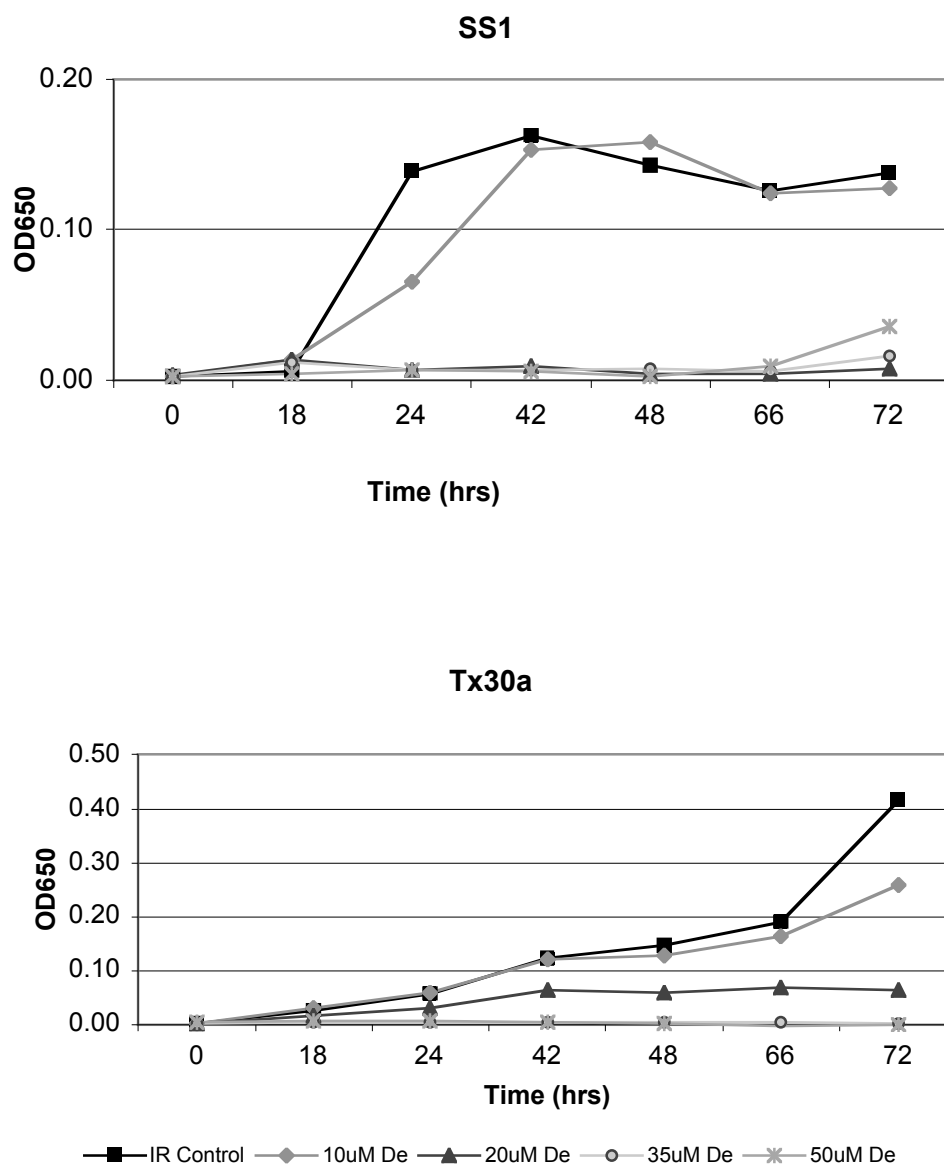 SS1
0.20
0.10
0.00
OD650
0 18 24 42 48 66 72
Time (hrs)
Tx30a
0.50
0.40
0.30
0.20
0.10
0.00
OD650
0 18 24 42 48 66 72
Time (hrs)
IR Control 10uM De 20uM De 35uM De 50uM De